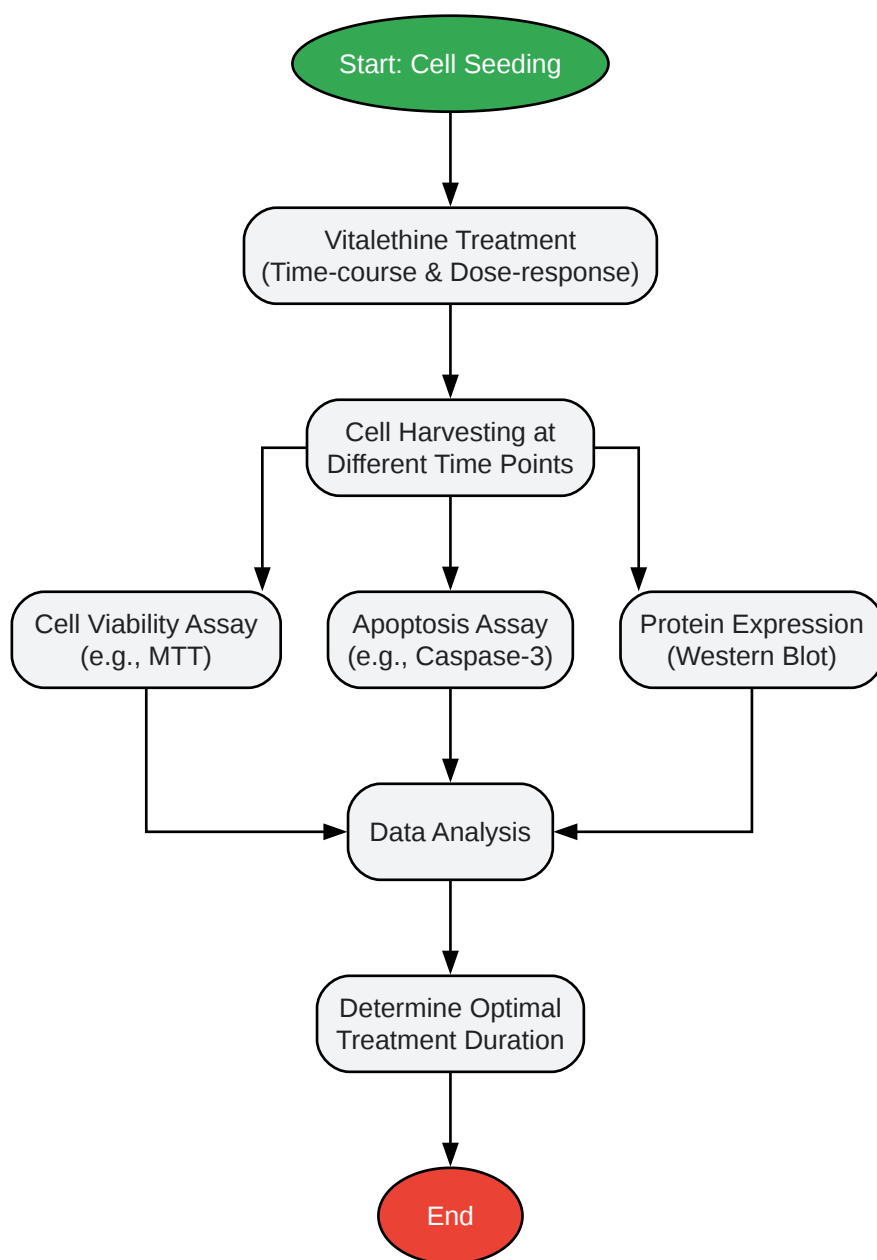 Start: Cell Seeding
Vitalethine Treatment
(Time-course & Dose-response)
Cell Harvesting at
Different Time Points
Cell Viability Assay
(e.g., MTT)
Apoptosis Assay
(e.g., Caspase-3)
Protein Expression
(Western Blot)
Data Analysis
Determine Optimal
Treatment Duration
End